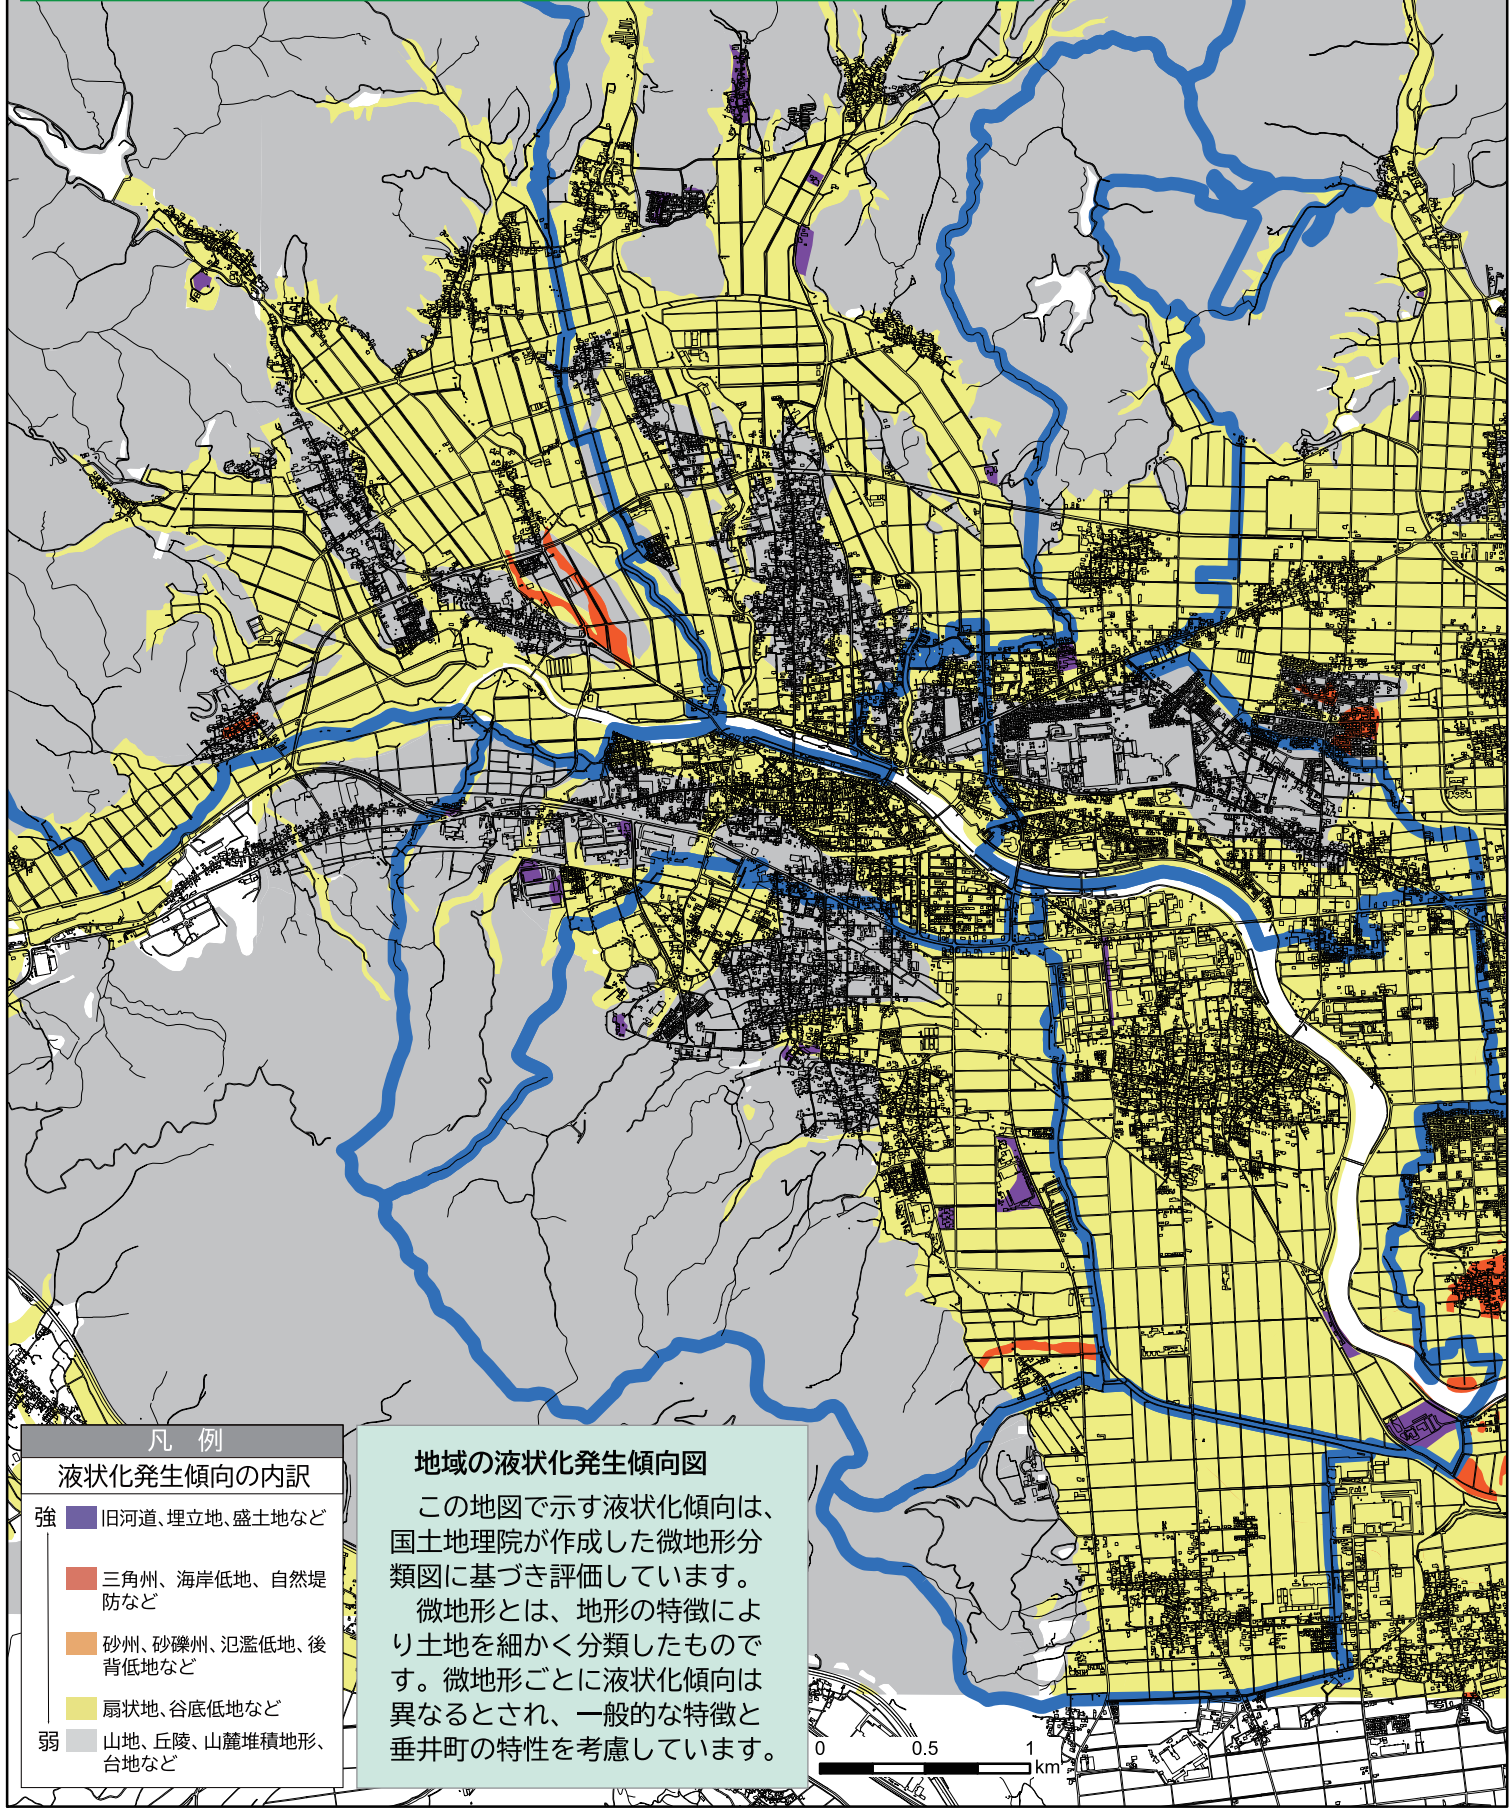 凡 例
液状化発生傾向の内訳
強
旧河道、埋立地、盛土地など
三角州、海岸低地、自然堤
防など
砂州、砂礫州、氾濫低地、後
背低地など
扇状地、谷底低地など
弱
山地、丘陵、山麓堆積地形、
台地など
地域の液状化発生傾向図
この地図で示す液状化傾向は、
国土地理院が作成した微地形分
類図に基づき評価しています。
微地形とは、地形の特徴によ
り土地を細かく分類したもので
す。微地形ごとに液状化傾向は
異なるとされ、一般的な特徴と
垂井町の特性を考慮しています。
0 0.5 1
km